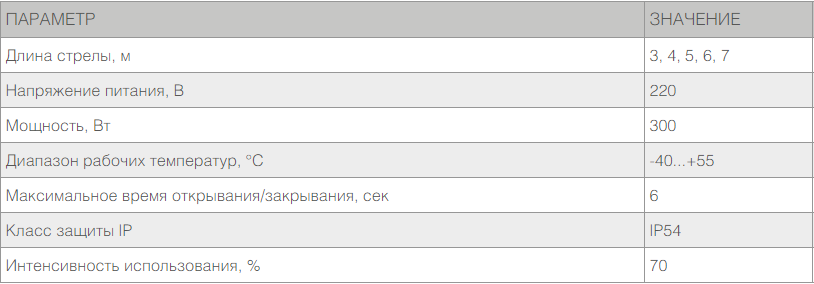 ПАРАМЕТР ЗНАЧЕНИЕ
Длина стрелы, м 3, 4, 5, 6, 7
Напряжение питания, В 220
Мощность, Вт 300
Диапазон рабочих температур, °С -40...+55
Максимальное время открывания/закрывания, сек 6
Класс защиты IP IP54
Интенсивность использования, % 70